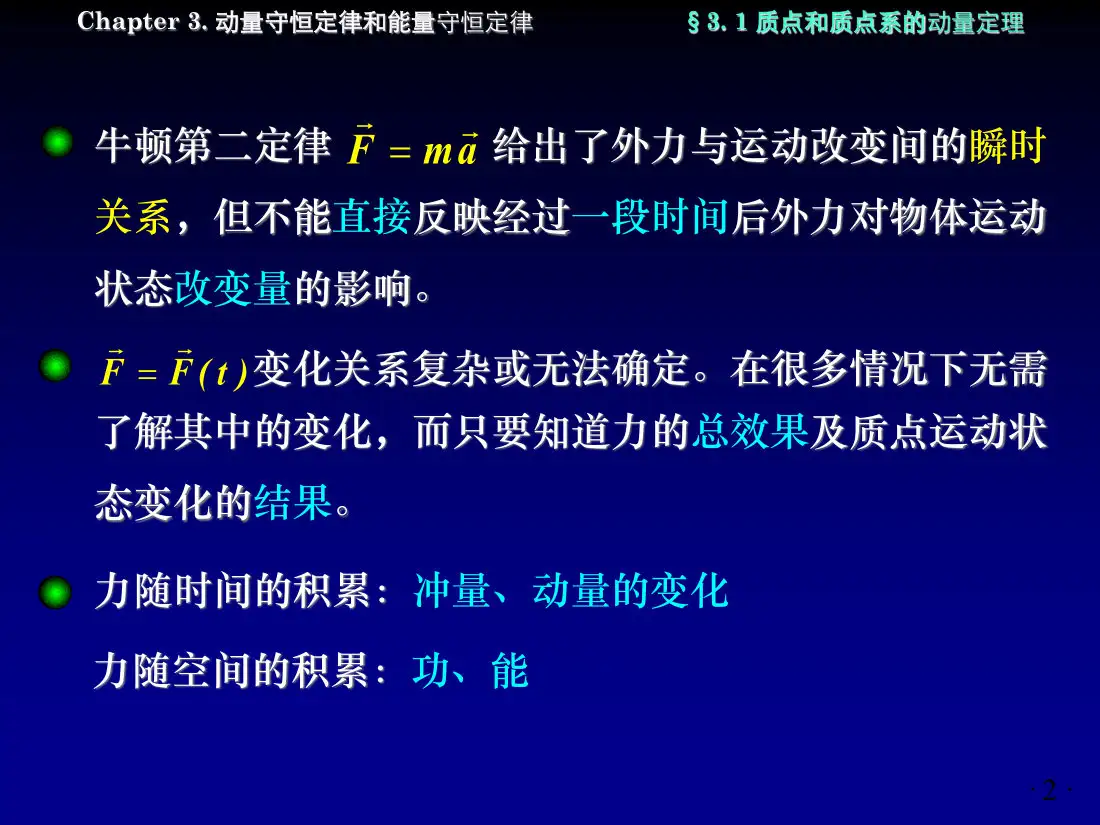 Chapter 3. 动量守恒定律和能量守恒定律
§3. 1 质点和质点系的动量定理
牛顿第二定律 F⃗ = ma⃗ 给出了外力与运动改变间的瞬时
关系，但不能直接反映经过一段时间后外力对物体运动
状态改变量的影响。
F⃗ = F⃗(t)变化关系复杂或无法确定。在很多情况下无需
了解其中的变化，而只要知道力的总效果及质点运动状
态变化的结果。
力随时间的积累：冲量、动量的变化
力随空间的积累：功、能
· 2 ·